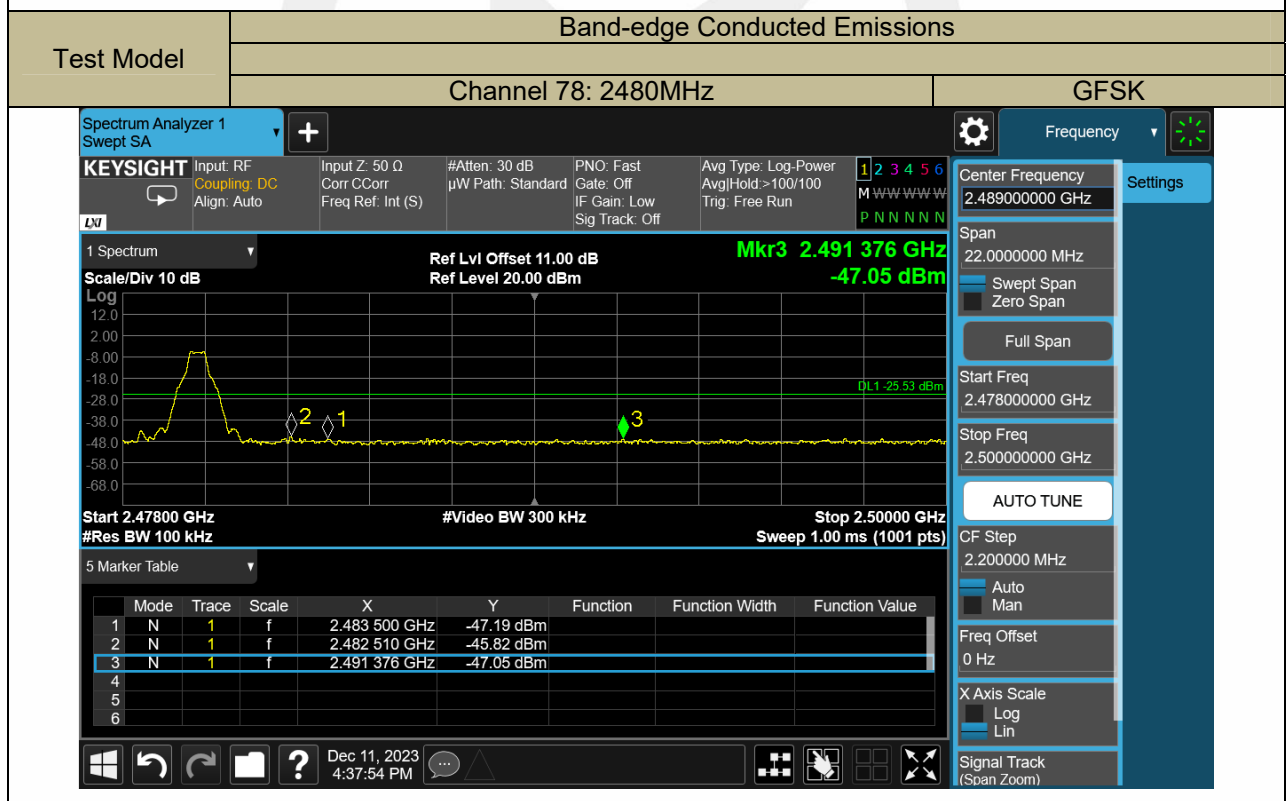 Band-edge Conducted Emissions
Test Model
Channel 78: 2480MHz
GFSK
Spectrum Analyzer 1
Swept SA
+
Frequency
KEYSIGHT
LXI
Input: RF
Coupling: DC
Align: Auto
Input Z: 50 Ω
Corr CCorr
Freq Ref: Int (S)
#Atten: 30 dB
µW Path: Standard
PNO: Fast
Gate: Off
IF Gain: Low
Sig Track: Off
Avg Type: Log-Power
Avg|Hold:>100/100
Trig: Free Run
1 2 3 4 5 6
M W W W W W
P N N N N N
1 Spectrum
Scale/Div 10 dB
Ref Lvl Offset 11.00 dB
Ref Level 20.00 dBm
Mkr3 2.491 376 GHz
-47.05 dBm
Log
12.0
2.00
-8.00
-18.0
-28.0
-38.0
-48.0
-58.0
-68.0
DL1 -25.53 dBm
2
1
3
Start 2.47800 GHz
#Video BW 300 kHz
Stop 2.50000 GHz
#Res BW 100 kHz
Sweep 1.00 ms (1001 pts)
5 Marker Table
Mode Trace Scale X Y Function Function Width Function Value
1 N 1 f 2.483 500 GHz -47.19 dBm
2 N 1 f 2.482 510 GHz -45.82 dBm
3 N 1 f 2.491 376 GHz -47.05 dBm
4
5
6
?
Dec 11, 2023
4:37:54 PM
Center Frequency
2.489000000 GHz
Settings
Span
22.0000000 MHz
Swept Span
Zero Span
Full Span
Start Freq
2.478000000 GHz
Stop Freq
2.500000000 GHz
AUTO TUNE
CF Step
2.200000 MHz
Auto
Man
Freq Offset
0 Hz
X Axis Scale
Log
Lin
Signal Track
(Span Zoom)